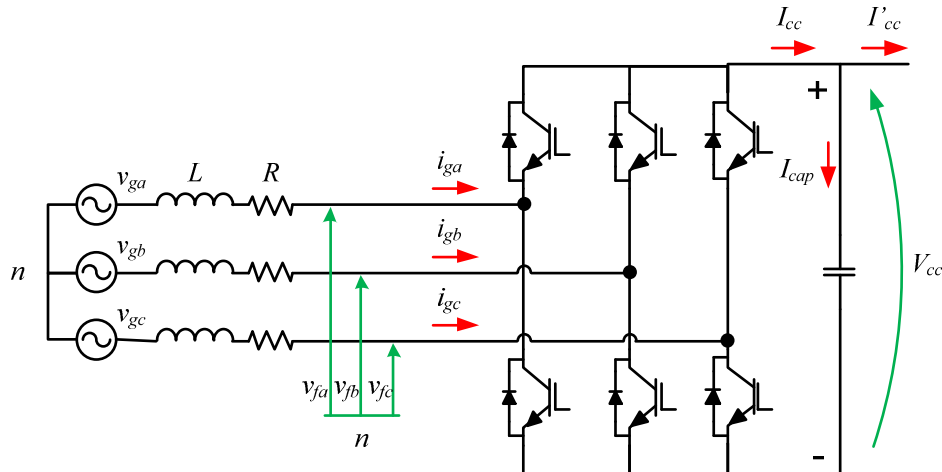 I_cc I'_cc
+
i_ga
v_ga L R
I_cap
i_gb
v_gb
n
V_cc
i_gc
v_gc
v_fa v_fb v_fc
n
-